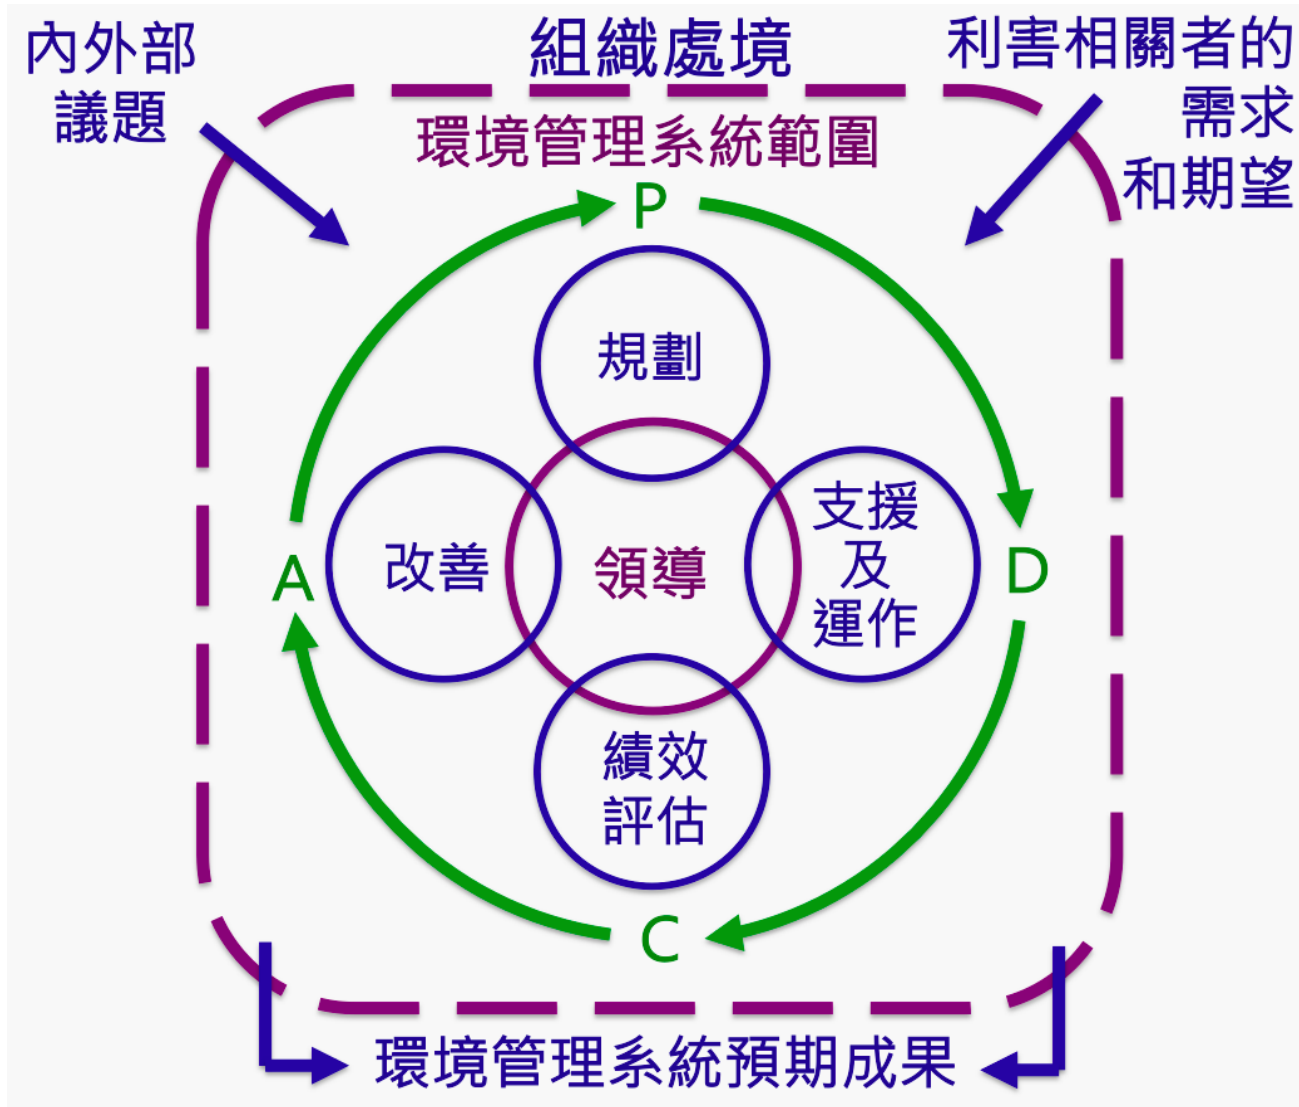 內外部
議題
組織處境
利害相關者的
需求
和期望
環境管理系統範圍
P
規劃
改善
領導
支援
及
運作
A
D
績效
評估
C
環境管理系統預期成果